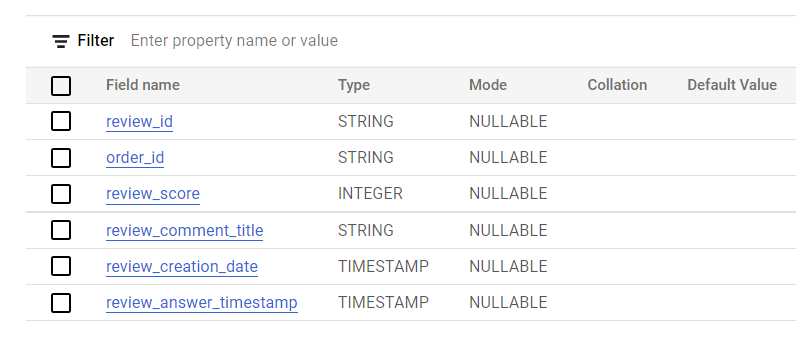 Filter Enter property name or value
Field name Type Mode Collation Default Value
review_id STRING NULLABLE
order_id STRING NULLABLE
review_score INTEGER NULLABLE
review_comment_title STRING NULLABLE
review_creation_date TIMESTAMP NULLABLE
review_answer_timestamp TIMESTAMP NULLABLE